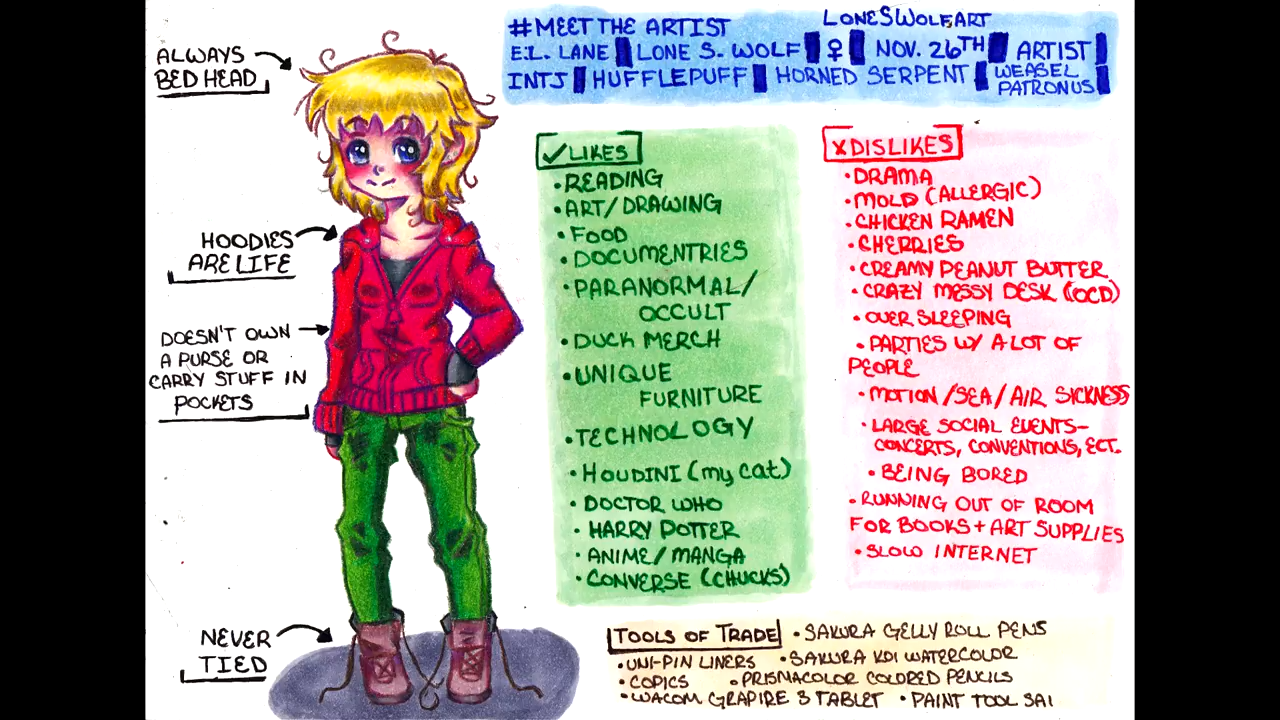 #MEET THE ARTIST
LONESWOLFART
E.L. LANE | LONE S. WOLF | ♀ | NOV. 26TH | ARTIST |
INTJ | HUFFLEPUFF | HORNED SERPENT | WEASEL PATRONUS |
ALWAYS
BED HEAD
HOODIES
ARE LIFE
DOESN'T OWN
A PURSE OR
CARRY STUFF IN
POCKETS
NEVER
TIED
✓LIKES
•READING
•ART/DRAWING
•FOOD
•DOCUMENTRIES
•PARANORMAL/
OCCULT
•DUCK MERCH
•UNIQUE
FURNITURE
•TECHNOLOGY
•HOUDINI (my cat)
•DOCTOR WHO
•HARRY POTTER
•ANIME/MANGA
•CONVERSE (CHUCKS)
XDISLIKES
•DRAMA
•MOLD (ALLERGIC)
•CHICKEN RAMEN
•CHERRIES
•CREAMY PEANUT BUTTER
•CRAZY MESSY DESK (OCD)
•OVER SLEEPING
•PARTIES W/ A LOT OF
PEOPLE
•MOTION/SEA/AIR SICKNESS
•LARGE SOCIAL EVENTS-
CONCERTS, CONVENTIONS, ECT.
•BEING BORED
•RUNNING OUT OF ROOM
FOR BOOKS+ART SUPPLIES
•SLOW INTERNET
TOOLS OF TRADE •SAKURA GELLY ROLL PENS
•UNI-PIN LINERS •SAKURA KOI WATERCOLOR
•COPICS •PRISMACOLOR COLORED PENCILS
•WACOM GRAPIRE 3 TABLET •PAINT TOOL SAI